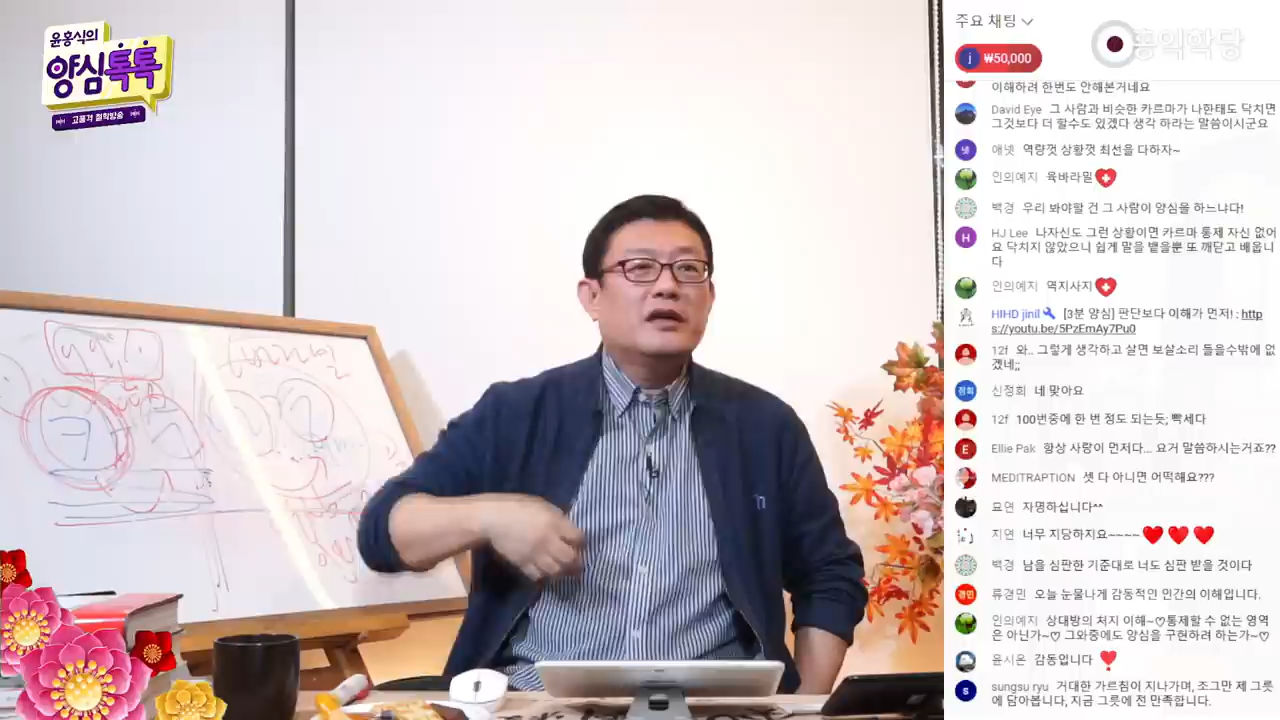 윤홍식의
양심톡톡
고품격 철학방송
주요 채팅
홍익학당
j ₩50,000
이해하려 한번도 안해본거네요
David Eye 그 사람과 비슷한 카르마가 나한태도 닥치면
그것보다 더 할수도 있겠다 생각 하라는 말씀이시군요
넷 애넷 역량껏 상황껏 최선을 다하자~
인의예지 육바라밀
백경 우리 봐야할 건 그 사람이 양심을 하느냐다!
H HJ Lee 나자신도 그런 상황이면 카르마 통제 자신 없어
요 닥치지 않았으니 쉽게 말을 뱉을뿐 또 깨닫고 배웁니
다
인의예지 역지사지
HIHD jinil [3분 양심] 판단보다 이해가 먼저! : http
s://youtu.be/5PzEmAy7Pu0
12f 와.. 그렇게 생각하고 살면 보살소리 들을수밖에 없
겠네;;
정희 신정희 네 맞아요
12f 100번중에 한 번 정도 되는듯; 빡세다
E Ellie Pak 항상 사랑이 먼저다... 요거 말씀하시는거죠??
MEDITRAPTION 셋 다 아니면 어떡해요???
묘연 자명하십니다^^
지연 너무 지당하지요~~~~ ❤❤❤
백경 남을 심판한 기준대로 너도 심판 받을 것이다
경민 류경민 오늘 눈물나게 감동적인 인간의 이해입니다.
인의예지 상대방의 처지 이해~♡통제할 수 없는 영역
은 아닌가~♡ 그와중에도 양심을 구현하려 하는가~♡
윤시온 감동입니다
s sungsu ryu 거대한 가르침이 지나가며, 조그만 제 그릇
에 담아봅니다, 지금 그릇에 전 만족합니다.